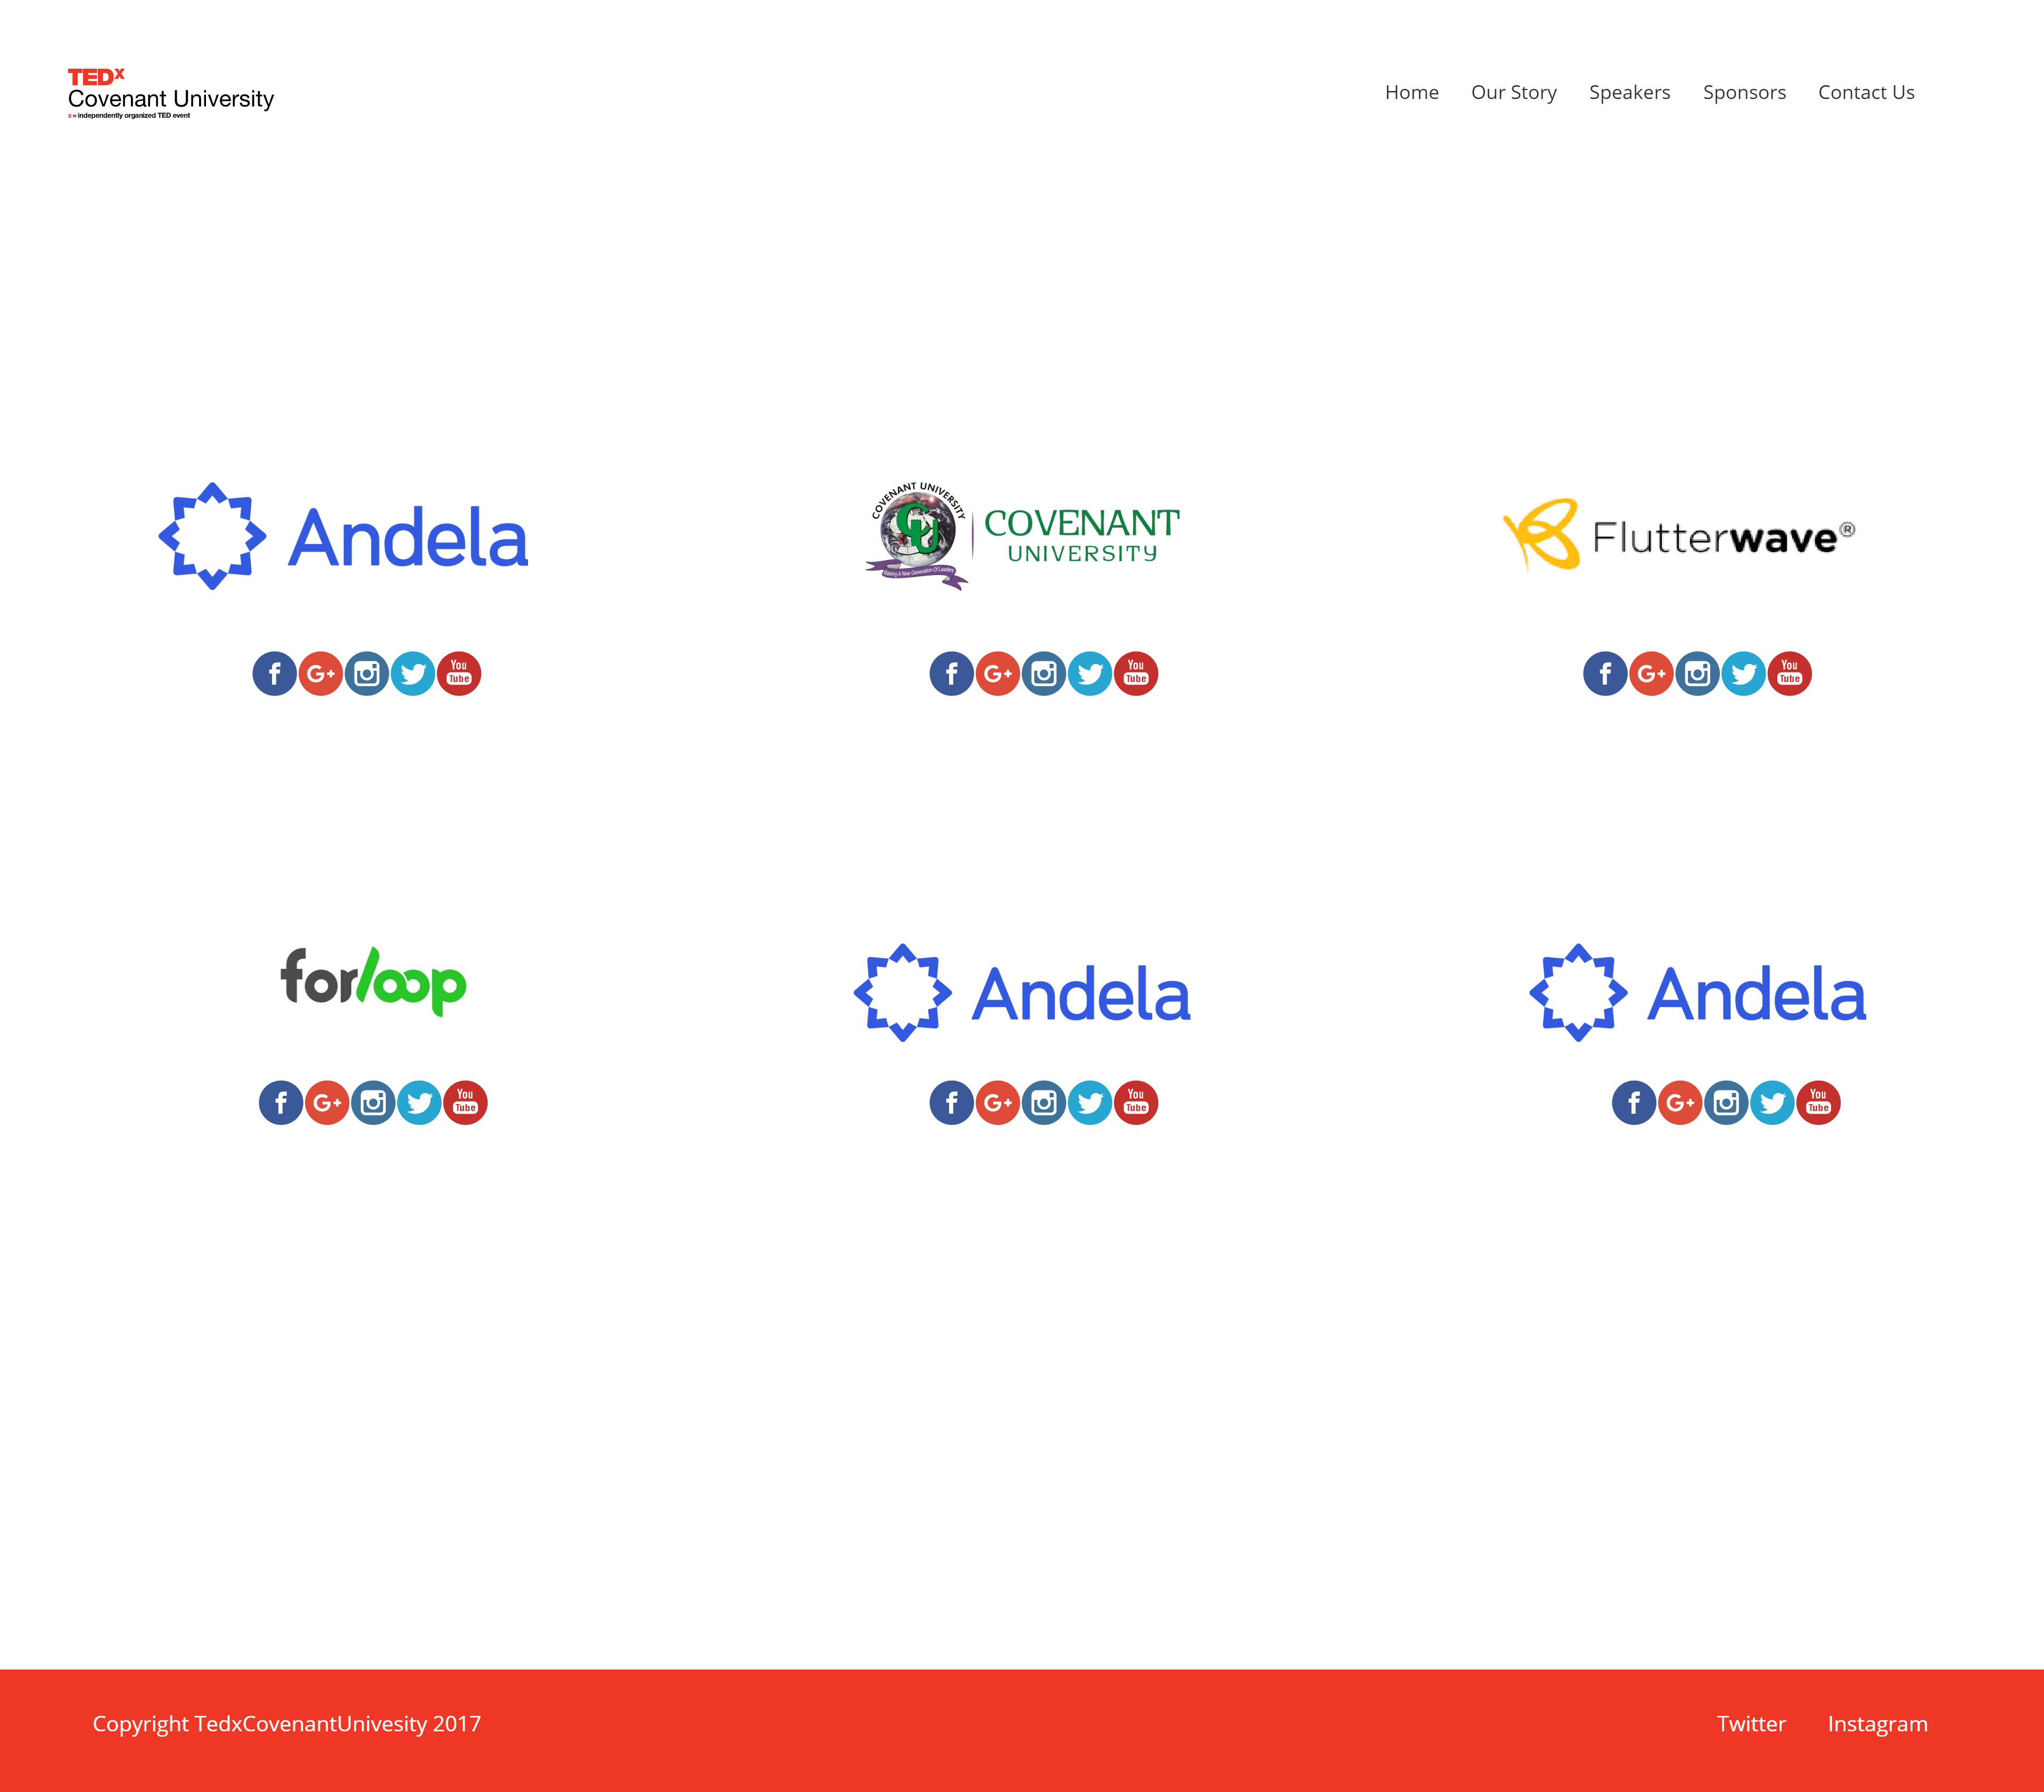 TEDx
Covenant University
x = independently organized TED event
Home Our Story Speakers Sponsors Contact Us
Andela
COVENANT UNIVERSITY
CU
Raising A New Generation Of Leaders
COVENANT
UNIVERSITY
Flutterwave®
f G+ You Tube
f G+ You Tube
f G+ You Tube
forloop
Andela
Andela
f G+ You Tube
f G+ You Tube
f G+ You Tube
Copyright TedxCovenantUnivesity 2017
Twitter Instagram